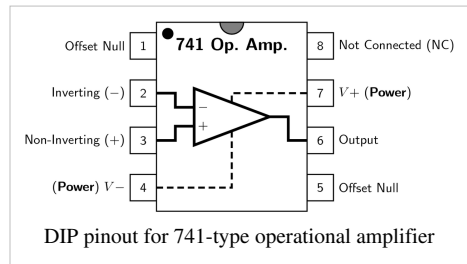 741 Op. Amp.
Offset Null 1
8 Not Connected (NC)
Inverting (−) 2
−
7 V+ (Power)
Non-Inverting (+) 3
+
6 Output
(Power) V− 4
5 Offset Null
DIP pinout for 741-type operational amplifier